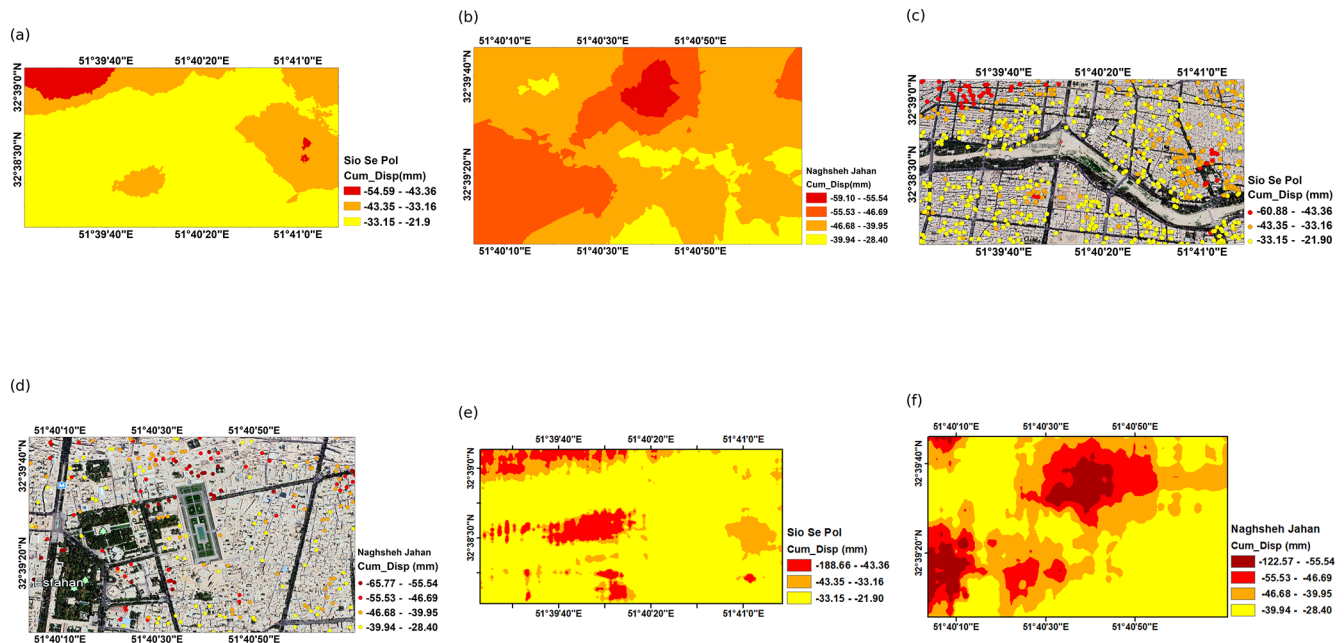 (a)
51°39'40"E 51°40'20"E 51°41'0"E
32°39'0"N
32°38'30"N
51°39'40"E 51°40'20"E 51°41'0"E
Sio Se Pol
Cum_Disp(mm)
-54.59 - -43.36
-43.35 - -33.16
-33.15 - -21.9
(b)
51°40'10"E 51°40'30"E 51°40'50"E
32°39'40"N
32°39'20"N
51°40'10"E 51°40'30"E 51°40'50"E
Naghsheh Jahan
Cum_Disp(mm)
-59.10 - -55.54
-55.53 - -46.69
-46.68 - -39.95
-39.94 - -28.40
(c)
51°39'40"E 51°40'20"E 51°41'0"E
32°39'0"N
32°38'30"N
51°39'40"E 51°40'20"E 51°41'0"E
Sio Se Pol
Cum_Disp (mm)
-60.88 - -43.36
-43.35 - -33.16
-33.15 - -21.90
(d)
51°40'10"E 51°40'30"E 51°40'50"E
32°39'40"N
32°39'20"N
Esfahan
51°40'10"E 51°40'30"E 51°40'50"E
Naghsheh Jahan
Cum_Disp (mm)
-65.77 - -55.54
-55.53 - -46.69
-46.68 - -39.95
-39.94 - -28.40
(e)
51°39'40"E 51°40'20"E 51°41'0"E
32°39'0"N
32°38'30"N
51°39'40"E 51°40'20"E 51°41'0"E
Sio Se Pol
Cum_Disp (mm)
-188.66 - -43.36
-43.35 - -33.16
-33.15 - -21.90
(f)
51°40'10"E 51°40'30"E 51°40'50"E
32°39'40"N
32°39'20"N
51°40'10"E 51°40'30"E 51°40'50"E
Naghsheh Jahan
Cum_Disp (mm)
-122.57 - -55.54
-55.53 - -46.69
-46.68 - -39.95
-39.94 - -28.40